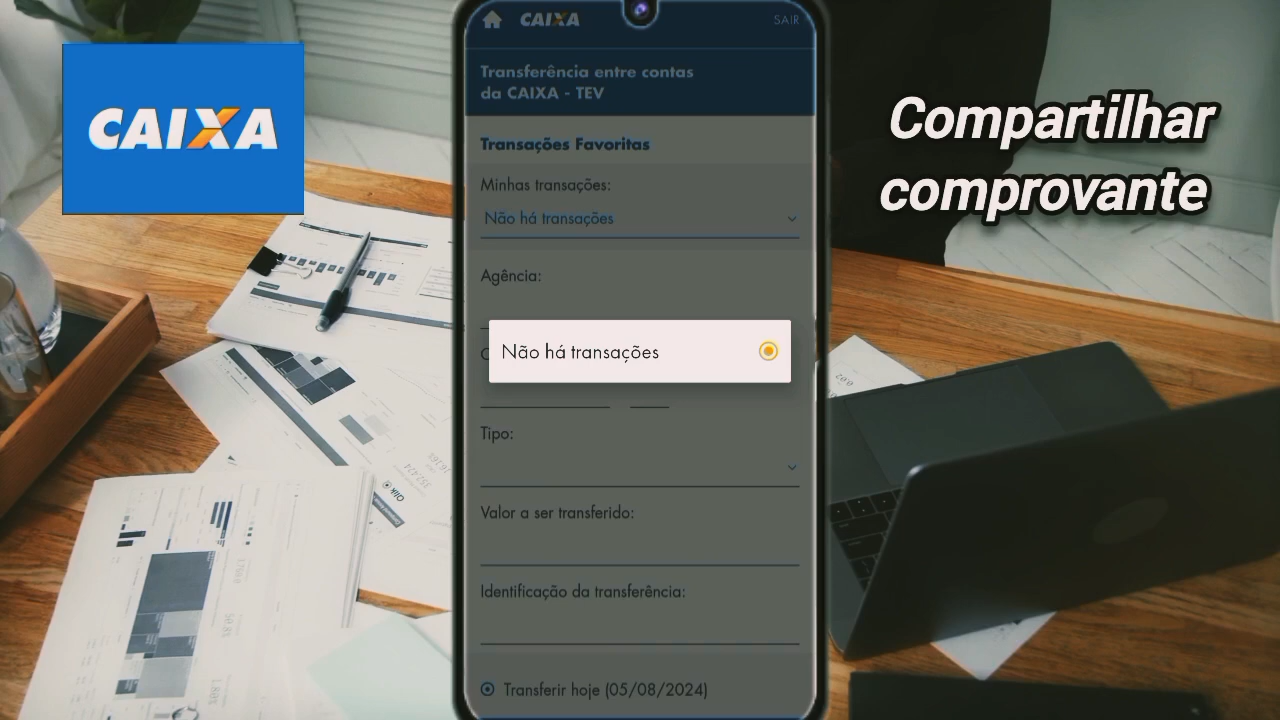 CAIXA
CAIXA
SAIR
Transferência entre contas
da CAIXA - TEV
Transações Favoritas
Minhas transações:
Não há transações
Agência:
Não há transações
Tipo:
Valor a ser transferido:
Identificação da transferência:
Transferir hoje (05/08/2024)
Compartilhar
comprovante